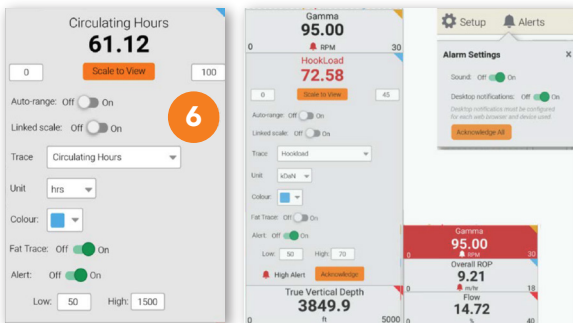 Circulating Hours
61.12
0 Scale to View 100
Auto-range: Off On
Linked scale: Off On
Trace Circulating Hours
Unit hrs
Colour:
Fat Trace: Off On
Alert: Off On
Low: 50 High: 1500
6
Gamma
95.00
0 RPM 30
HookLoad
72.58
0 Scale to View 45
Auto-range: Off On
Linked scale: Off On
Trace Hookload
Unit kDaN
Colour:
Fat Trace: Off On
Alert: Off On
Low: 50 High: 70
High Alert Acknowledge
True Vertical Depth
3849.9
0 ft 5000
Setup Alerts
Alarm Settings x
Sound: Off On
Desktop notifications: Off On
Desktop notification must be configured
for each web browser and device used.
Acknowledge All
Gamma
95.00
0 RPM 30
Overall ROP
9.21
0 m/hr 18
Flow
14.72
0 % 40